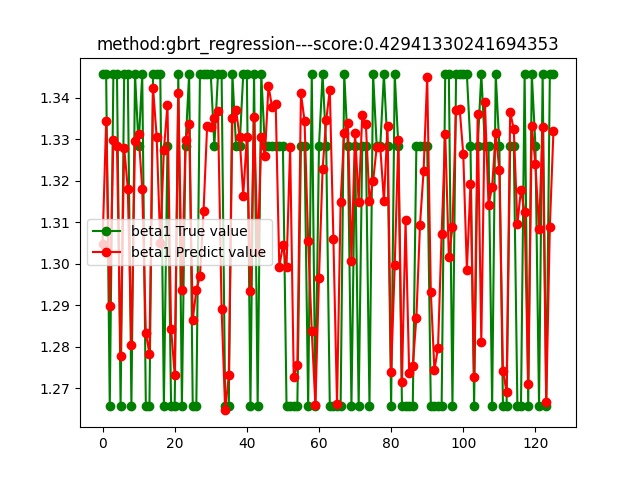 method:gbrt_regression---score:0.42941330241694353
1.34
1.33
1.32
1.31
1.30
1.29
1.28
1.27
beta1 True value
beta1 Predict value
0 20 40 60 80 100 120